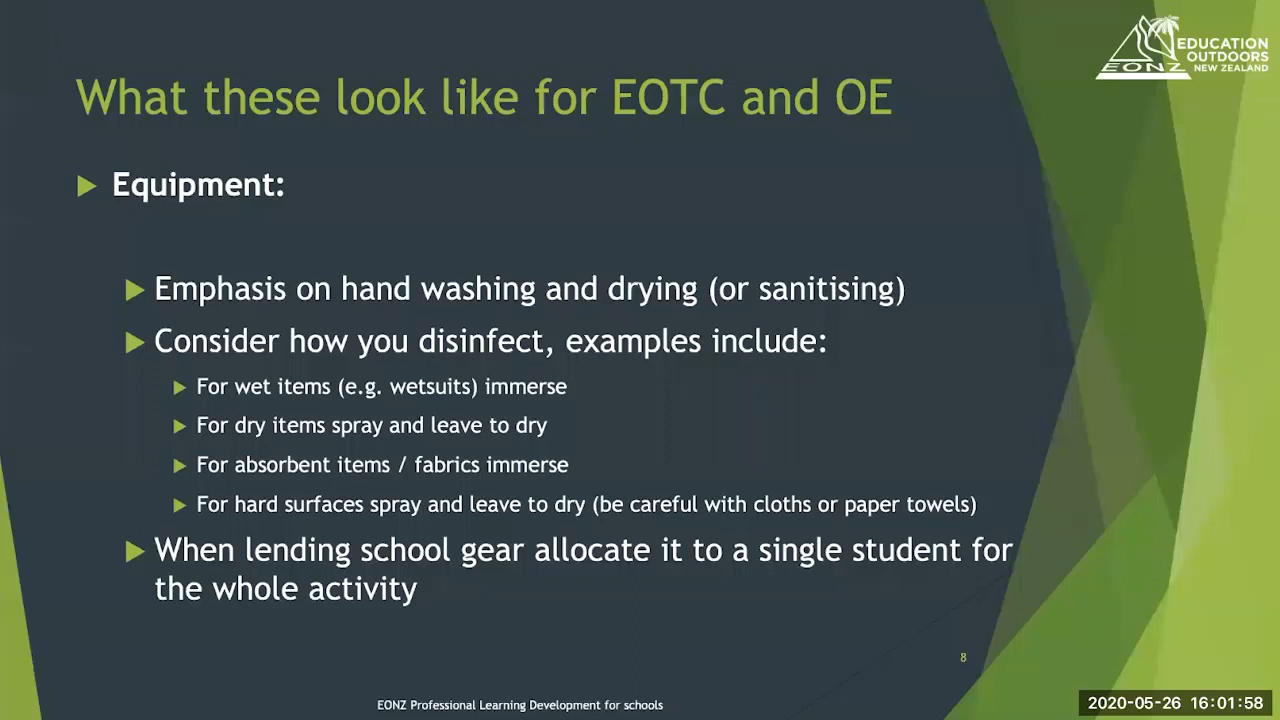 EONZ
EDUCATION
OUTDOORS
NEW ZEALAND
What these look like for EOTC and OE
Equipment:
Emphasis on hand washing and drying (or sanitising)
Consider how you disinfect, examples include:
For wet items (e.g. wetsuits) immerse
For dry items spray and leave to dry
For absorbent items / fabrics immerse
For hard surfaces spray and leave to dry (be careful with cloths or paper towels)
When lending school gear allocate it to a single student for
the whole activity
8
EONZ Professional Learning Development for schools
2020-05-26 16:01:58